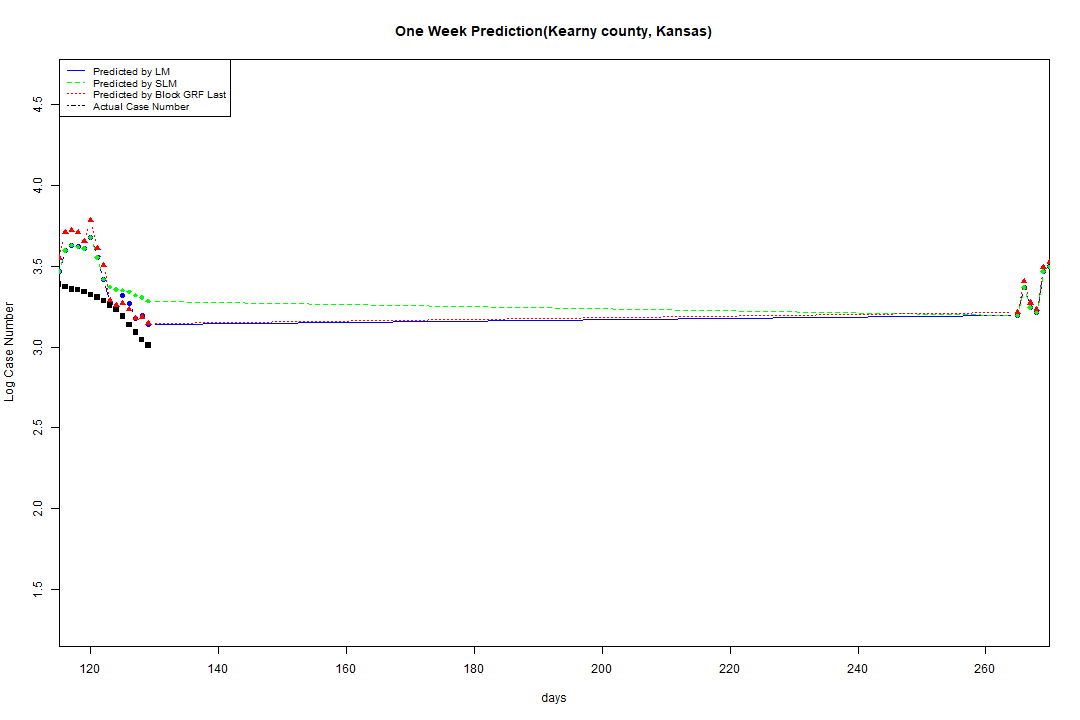 One Week Prediction(Kearny county, Kansas)
Predicted by LM
Predicted by SLM
Predicted by Block GRF Last
Actual Case Number
Log Case Number
4.5
4.0
3.5
3.0
2.5
2.0
1.5
120 140 160 180 200 220 240 260
days